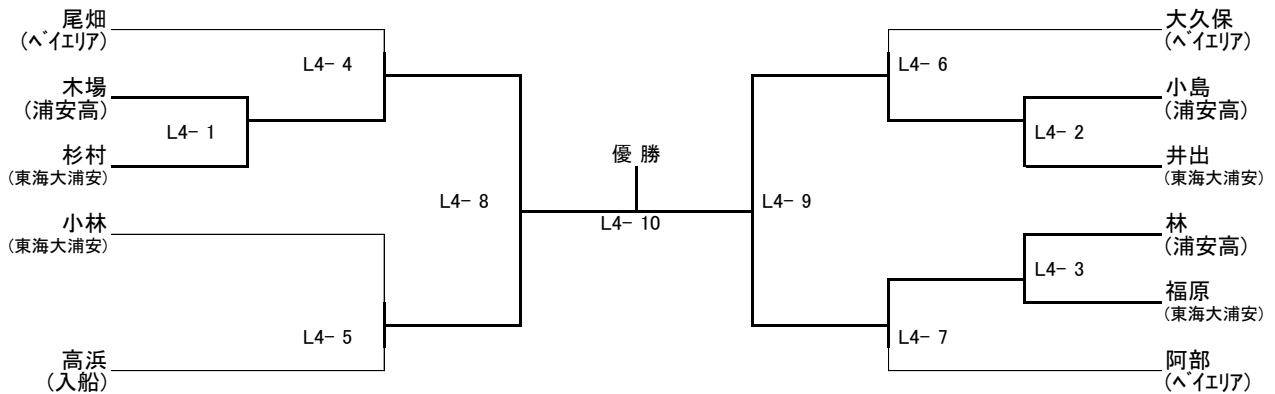 尾畑
(ベイエリア)
L4- 4
木場
(浦安高)
L4- 1
杉村
(東海大浦安)
L4- 8
小林
(東海大浦安)
L4- 5
高浜
(入船)
優 勝
L4- 10
大久保
(ベイエリア)
L4- 6
小島
(浦安高)
L4- 2
井出
(東海大浦安)
L4- 9
林
(浦安高)
L4- 3
福原
(東海大浦安)
L4- 7
阿部
(ベイエリア)